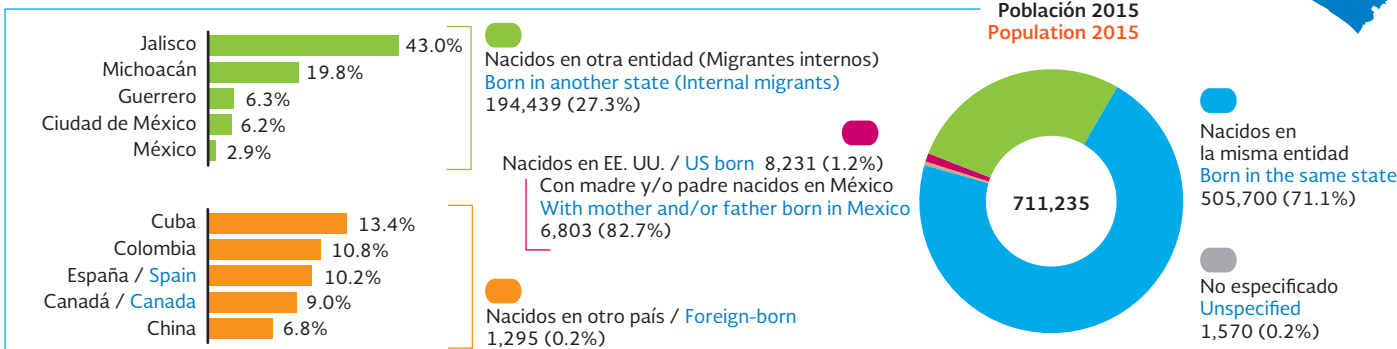 Población 2015
Population 2015
Jalisco 43.0%
Michoacán 19.8%
Guerrero 6.3%
Ciudad de México 6.2%
México 2.9%
Nacidos en otra entidad (Migrantes internos)
Born in another state (Internal migrants)
194,439 (27.3%)
Nacidos en EE. UU. / US born 8,231 (1.2%)
Con madre y/o padre nacidos en México
With mother and/or father born in Mexico
6,803 (82.7%)
Cuba 13.4%
Colombia 10.8%
España / Spain 10.2%
Canadá / Canada 9.0%
China 6.8%
Nacidos en otro país / Foreign-born
1,295 (0.2%)
711,235
Nacidos en
la misma entidad
Born in the same state
505,700 (71.1%)
No especificado
Unspecified
1,570 (0.2%)